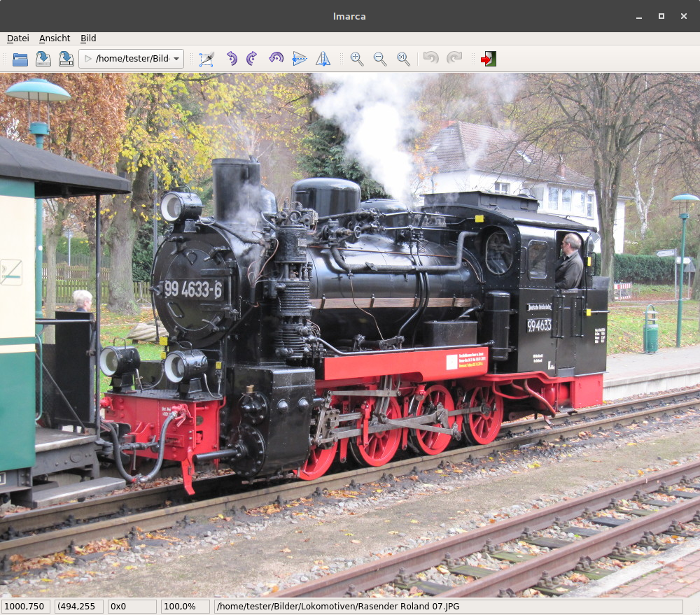 Imarca
Datei Ansicht Bild
/home/tester/Bild
99 4633-6
99 4633
1000,750 (494,255 0x0 100,0% /home/tester/Bilder/Lokomotiven/Rasender Roland 07.JPG